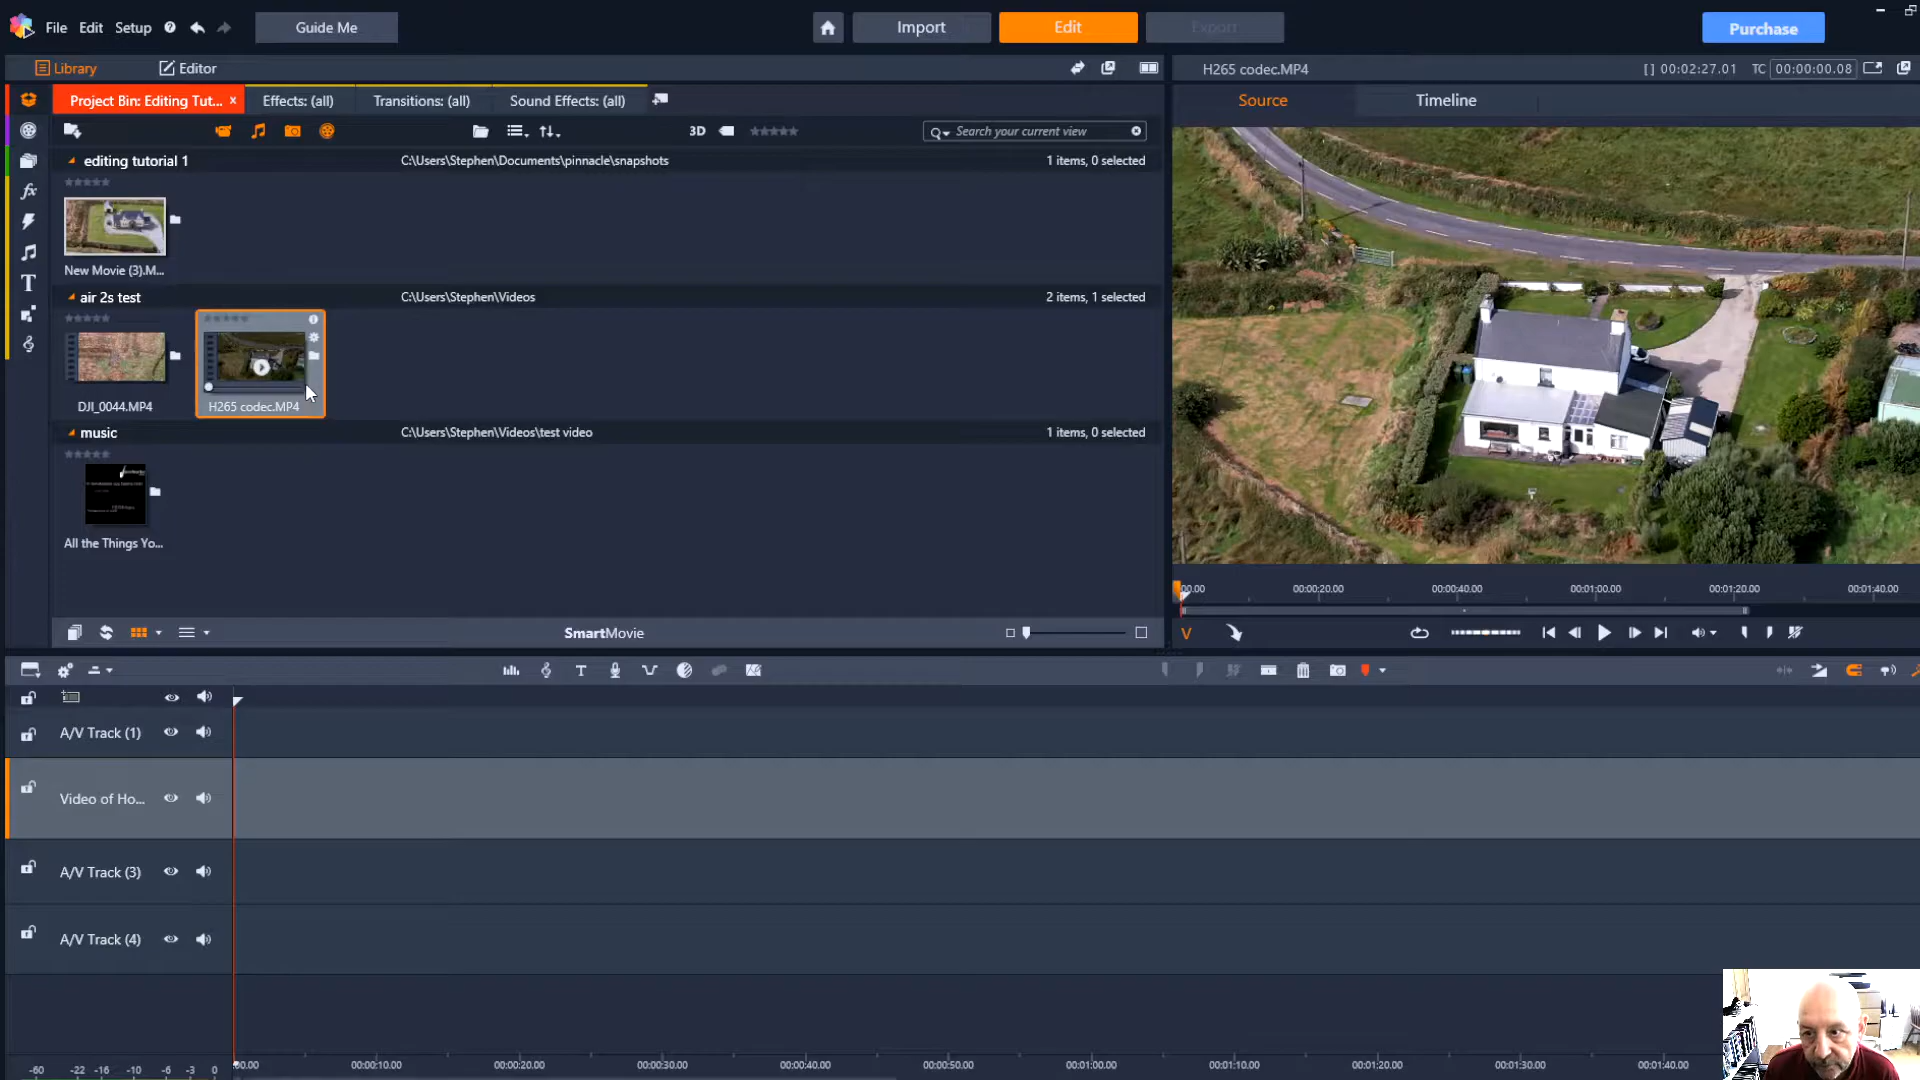 File Edit Setup Guide Me Import Edit Export Purchase
Library Editor H265 codec.MP4 [ ] 00:02:27.01 TC 00:00:00.08
Project Bin: Editing Tut... x Effects: (all) Transitions: (all) Sound Effects: (all) Source Timeline
3D Search your current view
editing tutorial 1 C:\Users\Stephen\Documents\pinnacle\snapshots 1 items, 0 selected
New Movie (3).M...
air 2s test C:\Users\Stephen\Videos 2 items, 1 selected
DJI_0044.MP4 H265 codec.MP4
music C:\Users\Stephen\Videos\test video 1 items, 0 selected
All the Things Yo...
:00.00 00:00:20.00 00:00:40.00 00:01:00.00 00:01:20.00 00:01:40.00
SmartMovie V
A/V Track (1)
Video of Ho...
A/V Track (3)
A/V Track (4)
-60 -22 -16 -10 -6 -3 0 :00.00 00:00:10.00 00:00:20.00 00:00:30.00 00:00:40.00 00:00:50.00 00:01:00.00 00:01:10.00 00:01:20.00 00:01:30.00 00:01:40.00